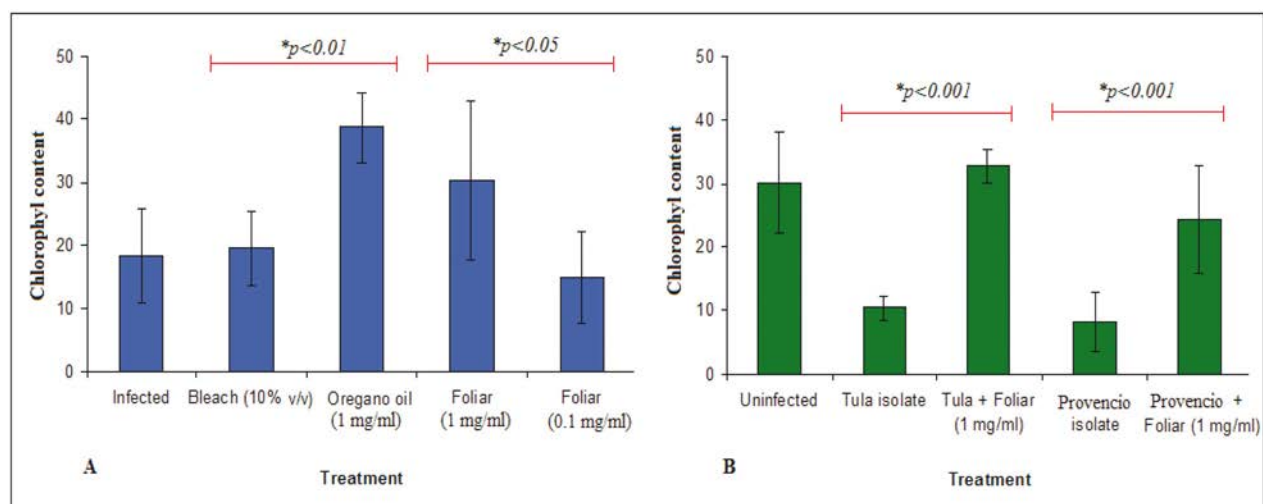 *p<0.01
*p<0.05
50
40
30
20
10
0
Chlorophyl content
Infected
Bleach (10% v/v)
Oregano oil
(1 mg/ml)
Foliar
(1 mg/ml)
Foliar
(0.1 mg/ml)
A
Treatment
*p<0.001
*p<0.001
50
40
30
20
10
0
Chlorophyl content
Uninfected
Tula isolate
Tula + Foliar
(1 mg/ml)
Provencio
isolate
Provencio +
Foliar (1 mg/ml)
B
Treatment